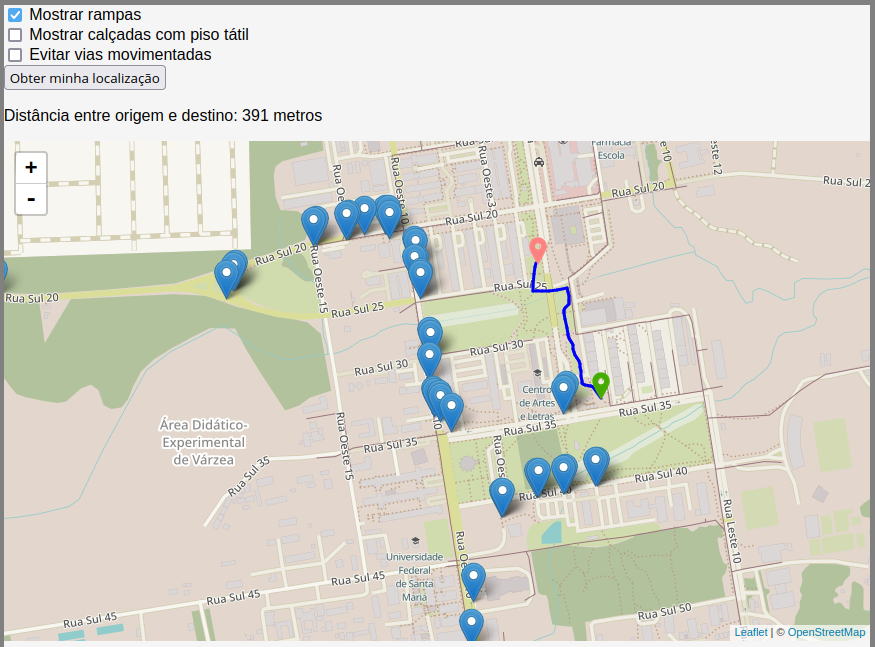 Mostrar rampas
Mostrar calçadas com piso tátil
Evitar vias movimentadas
Obter minha localização
Distância entre origem e destino: 391 metros
+
-
Farmácia
Escola
Rua Oeste 3
Rua Sul 20
Rua Sul 20
Rua Sul 20
Rua Sul 20
Rua Oeste 15
Rua Sul 25
Rua Sul 25
Rua Sul 30
Rua Sul 30
Centro
de Artes
e Letras
Rua Sul 35
Rua Sul 35
Rua Sul 35
Rua Sul 35
Área Didático-
Experimental
de Várzea
Rua Oeste 15
Rua Sul 40
Rua Sul 40
Rua Leste 10
Universidade
Federal
de Santa
Maria
Rua Sul 45
Rua Sul 45
Rua Sul 45
Rua Sul 50
Leaflet | © OpenStreetMap